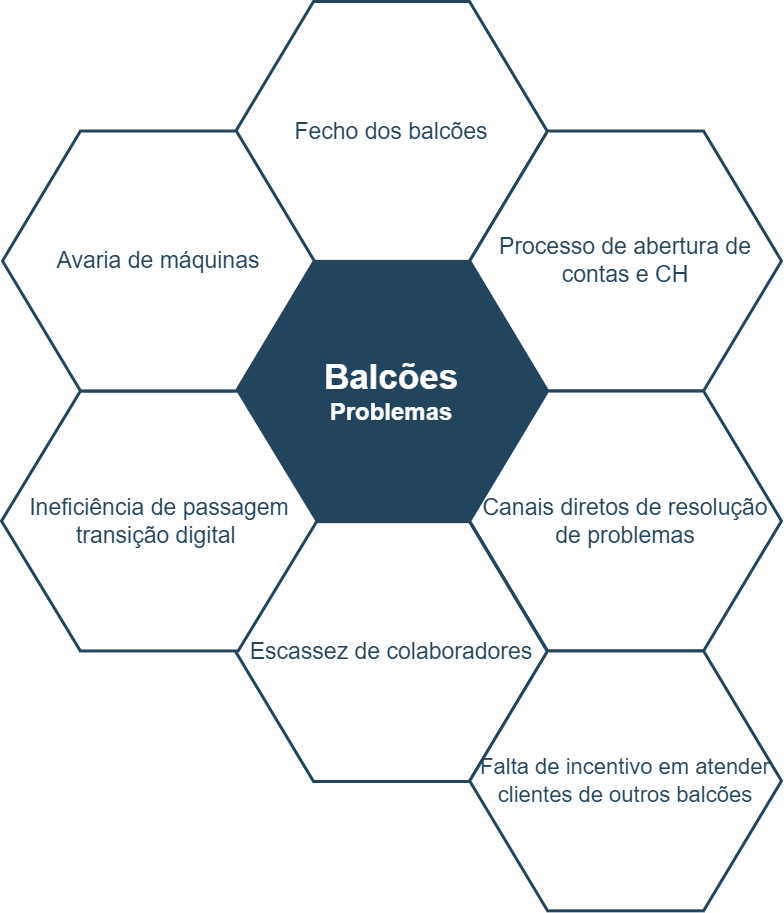 Fecho dos balcões
Avaria de máquinas
Processo de abertura de
contas e CH
Balcões
Problemas
Ineficiência de passagem
transição digital
Canais diretos de resolução
de problemas
Escassez de colaboradores
Falta de incentivo em atender
clientes de outros balcões